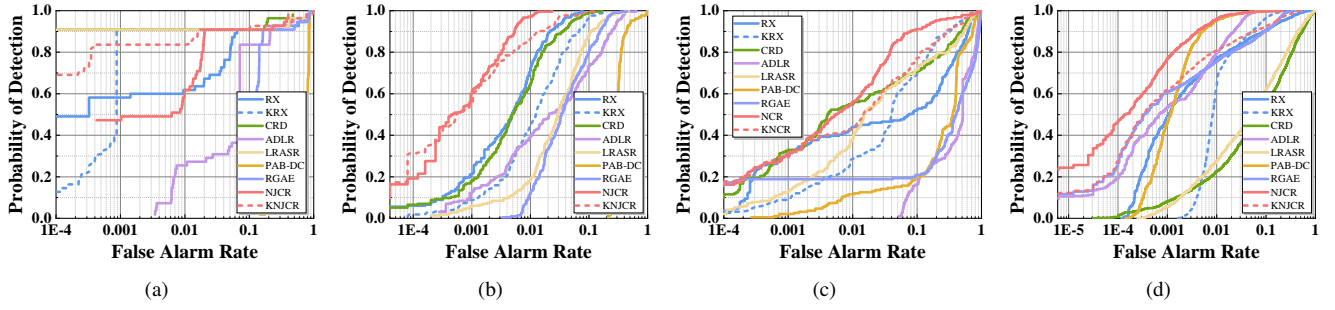 Probability of Detection
1.0
0.8
0.6
0.4
0.2
0.0
1E-4
0.001
0.01
0.1
1
False Alarm Rate
RX
KRX
CRD
ADLR
LRASR
PAB-DC
RGAE
NJCR
KNJCR
(a)
Probability of Detection
1.0
0.8
0.6
0.4
0.2
0.0
1E-4
0.001
0.01
0.1
1
False Alarm Rate
RX
KRX
CRD
ADLR
LRASR
PAB-DC
RGAE
NJCR
KNJCR
(b)
Probability of Detection
1.0
0.8
0.6
0.4
0.2
0.0
1E-4
0.001
0.01
0.1
1
False Alarm Rate
RX
KRX
CRD
ADLR
LRASR
PAB-DC
RGAE
NCR
KNCR
(c)
Probability of Detection
1.0
0.8
0.6
0.4
0.2
0.0
1E-5
1E-4
0.001
0.01
0.1
1
False Alarm Rate
RX
KRX
CRD
ADLR
LRASR
PAB-DC
RGAE
NJCR
KNJCR
(d)